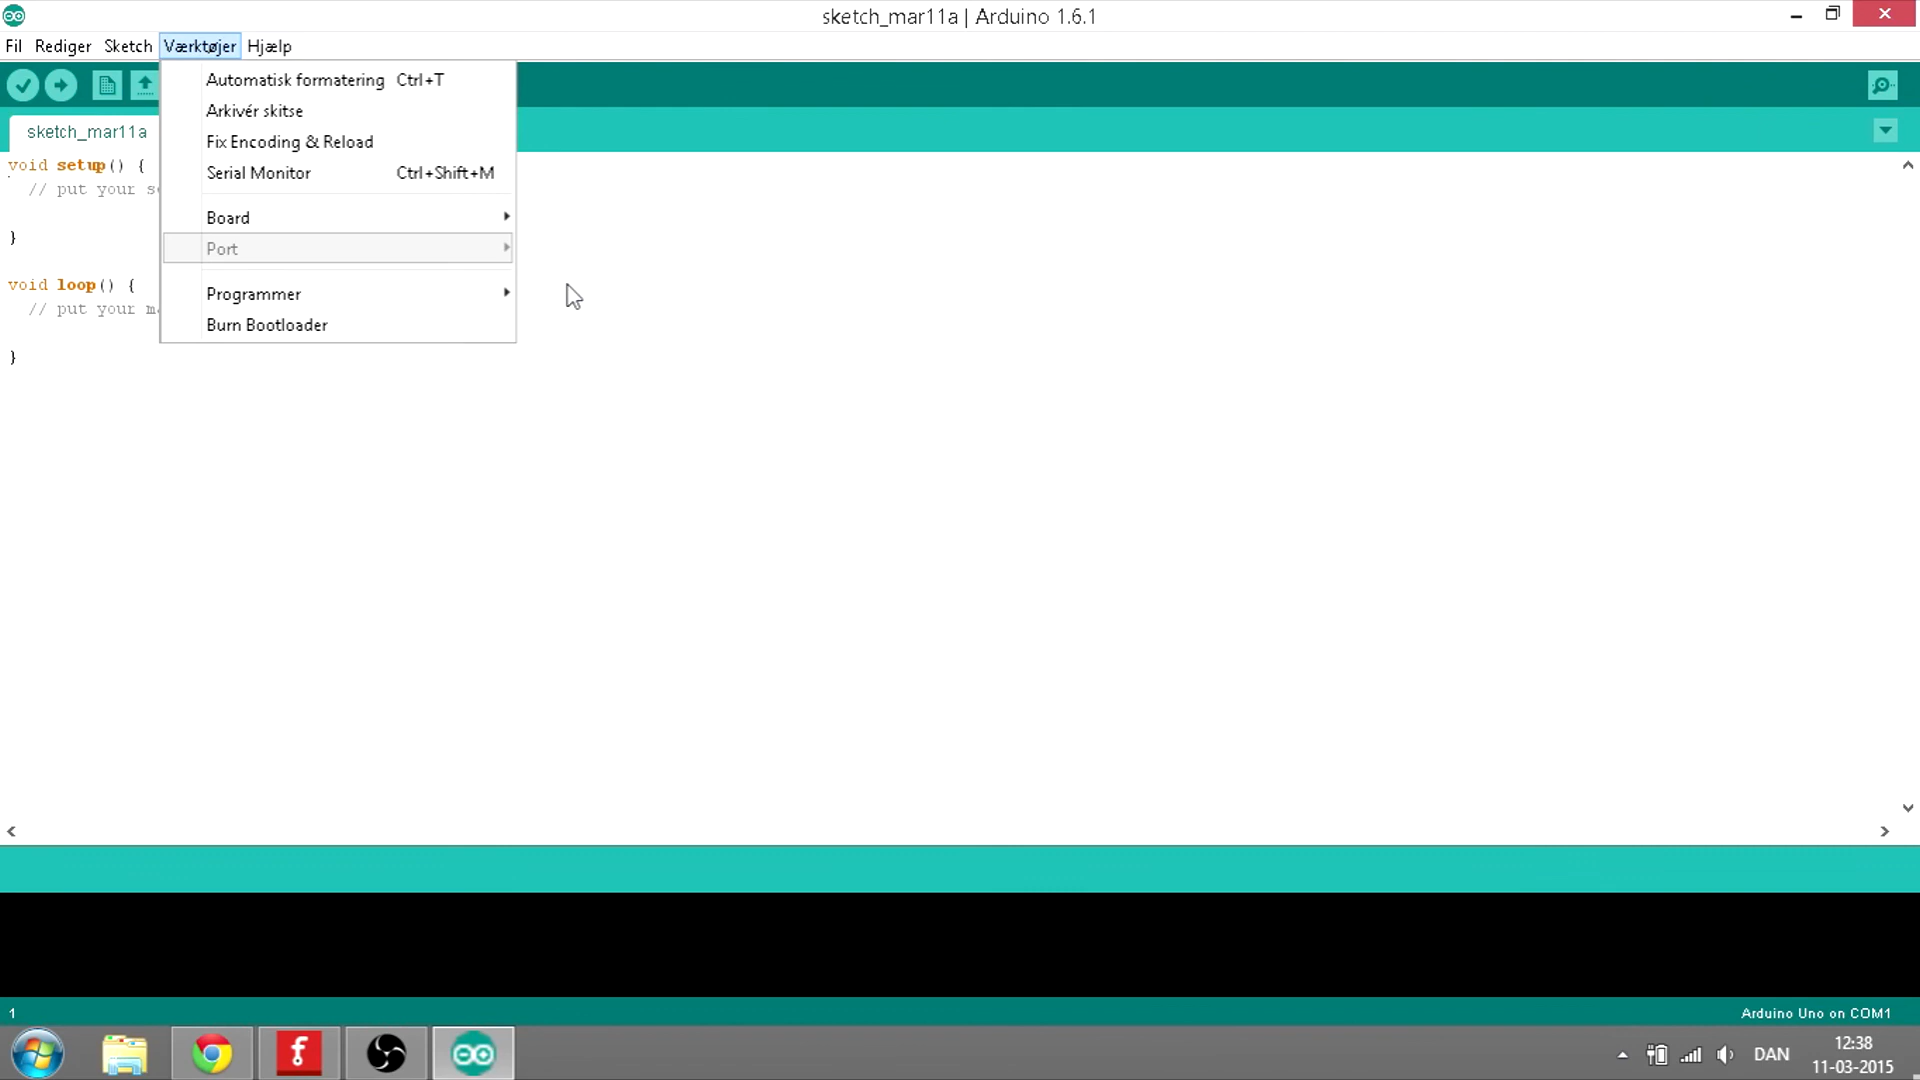 sketch_mar11a | Arduino 1.6.1
Fil Rediger Sketch Værktøjer Hjælp
Automatisk formatering Ctrl+T
Arkivér skitse
Fix Encoding & Reload
Serial Monitor Ctrl+Shift+M
Board
Port
Programmer
Burn Bootloader
sketch_mar11a
void setup() {
// put your
}
void loop() {
// put your
}
1
Arduino Uno on COM1
DAN
12:38
11-03-2015